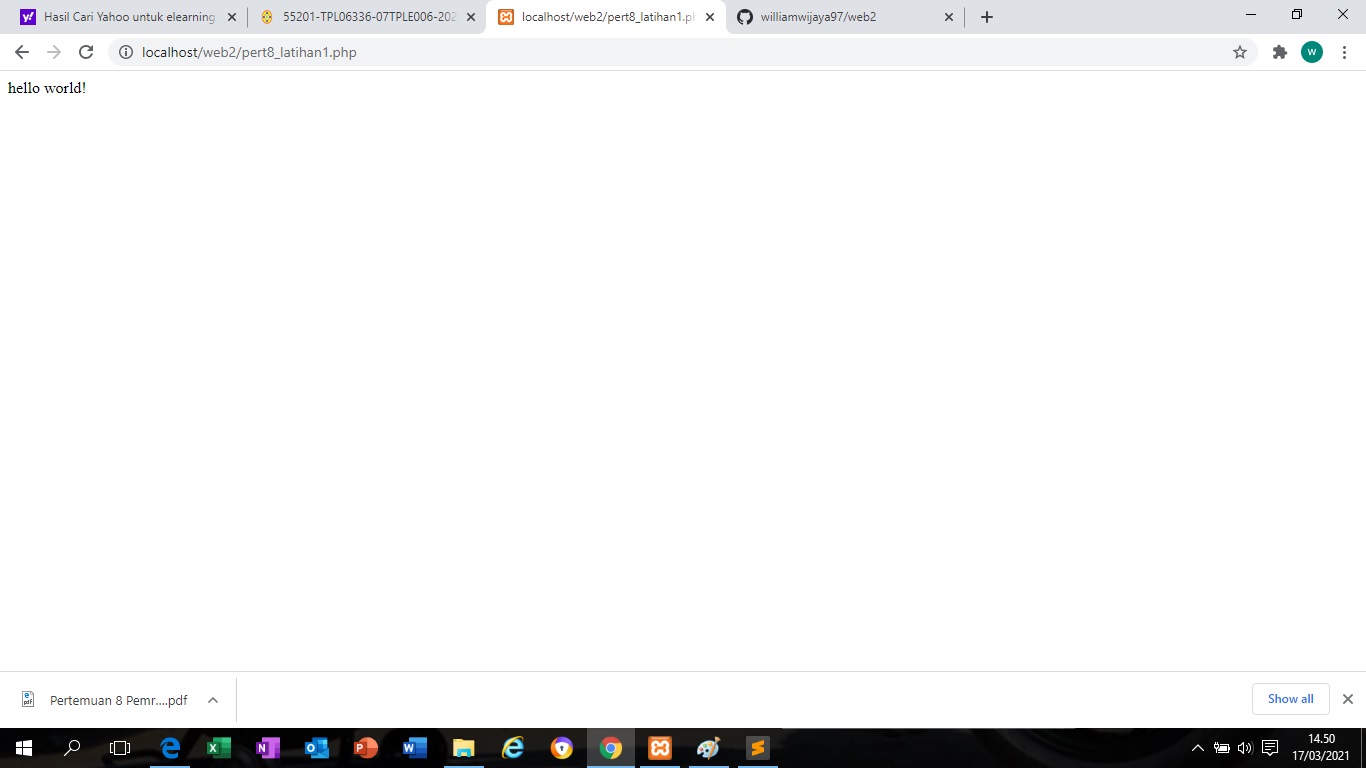 Hasil Cari Yahoo untuk elearning
55201-TPL06336-07TPLE006-202
localhost/web2/pert8_latihan1.ph
williamwijaya97/web2
localhost/web2/pert8_latihan1.php
W
hello world!
Pertemuan 8 Pemr....pdf
Show all
14.50
17/03/2021